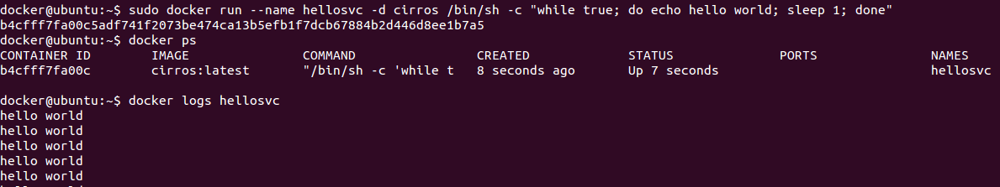 docker@ubuntu:~$ sudo docker run --name hellosvc -d cirros /bin/sh -c "while true; do echo hello world; sleep 1; done"
b4cfff7fa00c5adf741f2073be474ca13b5efb1f7dcb67884b2d446d8ee1b7a5
docker@ubuntu:~$ docker ps
CONTAINER ID        IMAGE               COMMAND                CREATED             STATUS              PORTS               NAMES
b4cfff7fa00c        cirros:latest       "/bin/sh -c 'while t   8 seconds ago       Up 7 seconds                            hellosvc
docker@ubuntu:~$ docker logs hellosvc
hello world
hello world
hello world
hello world
hello world